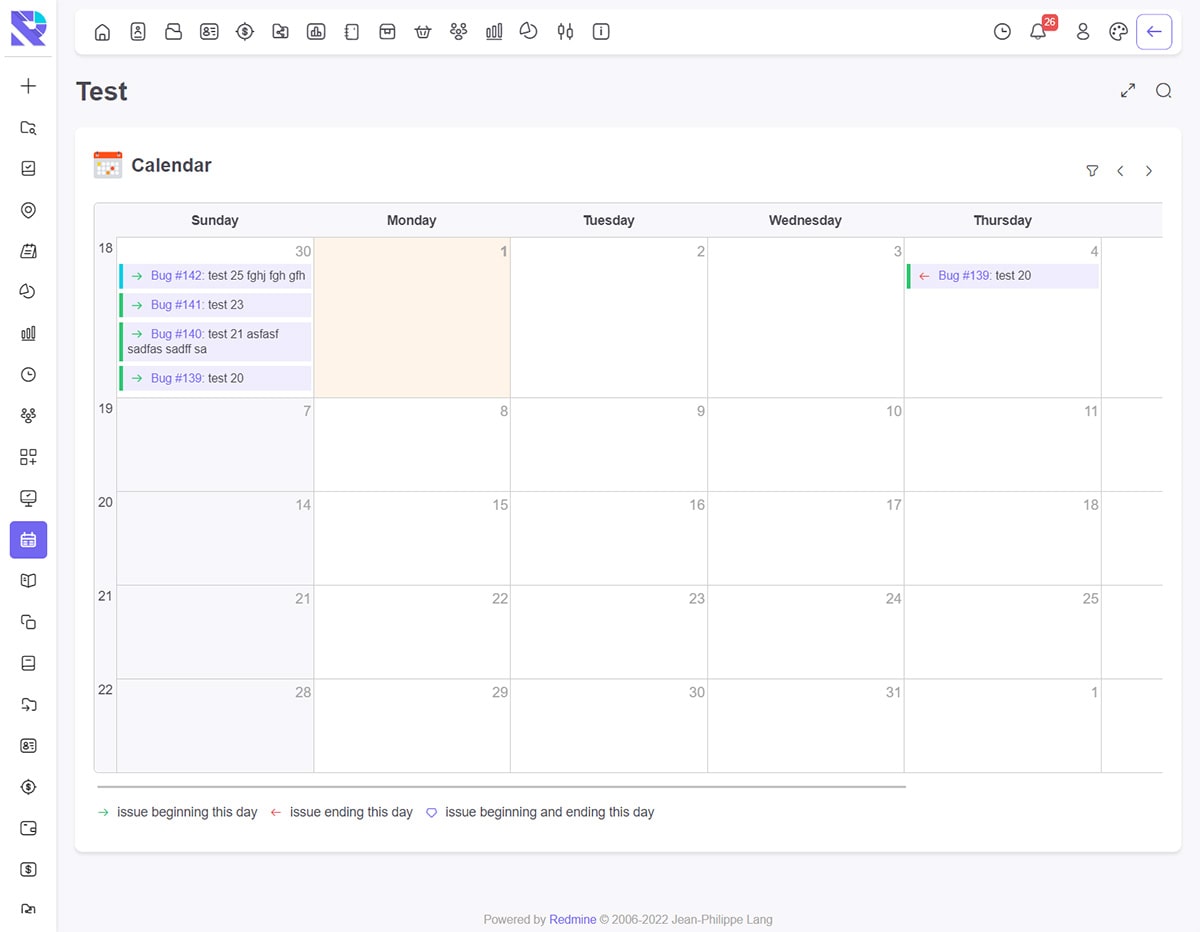 26
Test
Calendar
Sunday Monday Tuesday Wednesday Thursday
18 30 1 2 3 4
Bug #142: test 25 fghj fgh gfh
Bug #139: test 20
Bug #141: test 23
Bug #140: test 21 asfasf
sadfas sadff sa
Bug #139: test 20
19 7 8 9 10 11
20 14 15 16 17 18
21 21 22 23 24 25
22 28 29 30 31 1
issue beginning this day issue ending this day issue beginning and ending this day
Powered by Redmine © 2006-2022 Jean-Philippe Lang